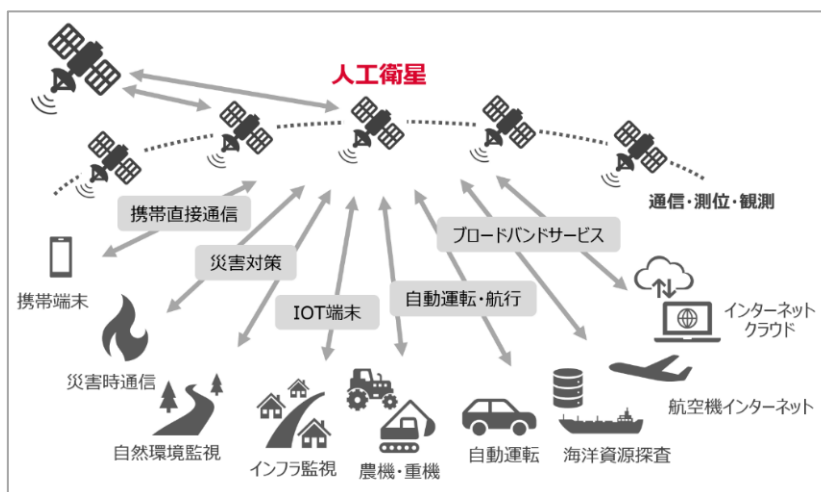 人工衛星
通信・測位・観測
携帯直接通信
ブロードバンドサービス
災害対策
IOT端末
自動運転・航行
携帯端末
インターネット
クラウド
災害時通信
航空機インターネット
自然環境監視
インフラ監視
農機・重機
自動運転
海洋資源探査